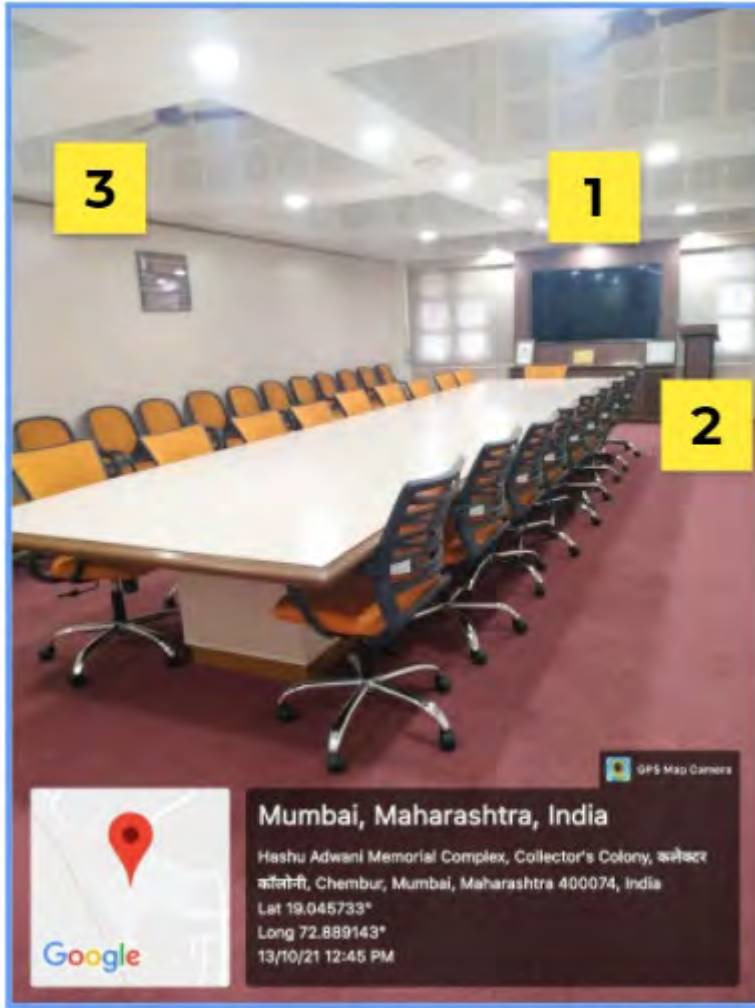 3
1
2
GPS Map Camera
Mumbai, Maharashtra, India
Hashu Adwani Memorial Complex, Collector's Colony, कलेक्टर
कॉलोनी, Chembur, Mumbai, Maharashtra 400074, India
Lat 19.045733°
Long 72.889143°
13/10/21 12:45 PM
Google